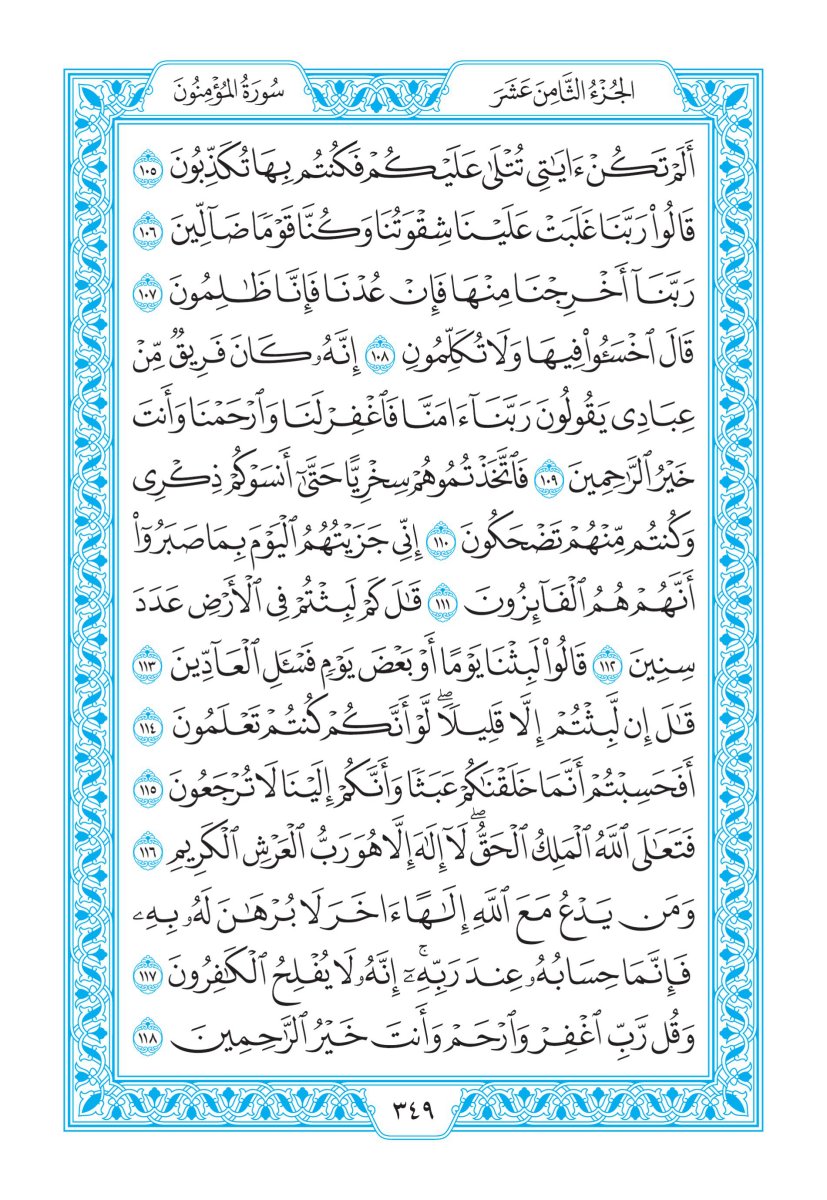 الجُزْءُ الثَّامِنَ عَشَرَ
سُورَةُ المُؤْمِنُونَ
أَلَمۡ تَكُنۡ ءَايَٰتِي تُتۡلَىٰ عَلَيۡكُمۡ فَكُنتُم بِهَا تُكَذِّبُونَ ١٠٥
قَالُواْ رَبَّنَا غَلَبَتۡ عَلَيۡنَا شِقۡوَتُنَا وَكُنَّا قَوۡمٗا ضَآلِّينَ ١٠٦
رَبَّنَآ أَخۡرِجۡنَا مِنۡهَا فَإِنۡ عُدۡنَا فَإِنَّا ظَٰلِمُونَ ١٠٧
قَالَ ٱخۡسَـُٔواْ فِيهَا وَلَا تُكَلِّمُونِ ١٠٨ إِنَّهُۥ كَانَ فَرِيقٞ مِّنۡ
عِبَادِي يَقُولُونَ رَبَّنَآ ءَامَنَّا فَٱغۡفِرۡ لَنَا وَٱرۡحَمۡنَا وَأَنتَ
خَيۡرُ ٱلرَّٰحِمِينَ ١٠٩ فَٱتَّخَذۡتُمُوهُمۡ سِخۡرِيًّا حَتَّىٰٓ أَنسَوۡكُمۡ ذِكۡرِي
وَكُنتُم مِّنۡهُمۡ تَضۡحَكُونَ ١١٠ إِنِّي جَزَيۡتُهُمُ ٱلۡيَوۡمَ بِمَا صَبَرُوٓاْ
أَنَّهُمۡ هُمُ ٱلۡفَآئِزُونَ ١١١ قَٰلَ كَمۡ لَبِثۡتُمۡ فِي ٱلۡأَرۡضِ عَدَدَ
سِنِينَ ١١٢ قَالُواْ لَبِثۡنَا يَوۡمًا أَوۡ بَعۡضَ يَوۡمٖ فَسۡـَٔلِ ٱلۡعَآدِّينَ ١١٣
قَٰلَ إِن لَّبِثۡتُمۡ إِلَّا قَلِيلٗاۖ لَّوۡ أَنَّكُمۡ كُنتُمۡ تَعۡلَمُونَ ١١٤
أَفَحَسِبۡتُمۡ أَنَّمَا خَلَقۡنَٰكُمۡ عَبَثٗا وَأَنَّكُمۡ إِلَيۡنَا لَا تُرۡجَعُونَ ١١٥
فَتَعَٰلَى ٱللَّهُ ٱلۡمَلِكُ ٱلۡحَقُّۖ لَآ إِلَٰهَ إِلَّا هُوَ رَبُّ ٱلۡعَرۡشِ ٱلۡكَرِيمِ ١١٦
وَمَن يَدۡعُ مَعَ ٱللَّهِ إِلَٰهًا ءَاخَرَ لَا بُرۡهَٰنَ لَهُۥ بِهِۦ
فَإِنَّمَا حِسَابُهُۥ عِندَ رَبِّهِۦٓۚ إِنَّهُۥ لَا يُفۡلِحُ ٱلۡكَٰفِرُونَ ١١٧
وَقُل رَّبِّ ٱغۡفِرۡ وَٱرۡحَمۡ وَأَنتَ خَيۡرُ ٱلرَّٰحِمِينَ ١١٨
٣٤٩